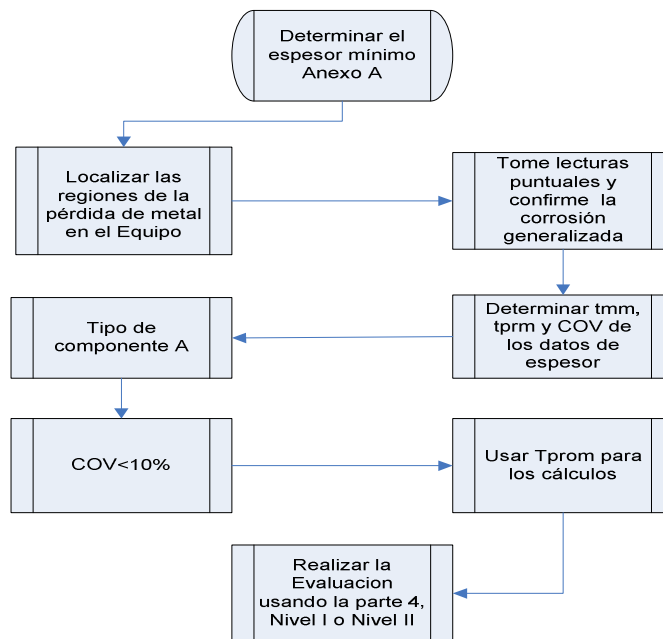 Determinar el
espesor mínimo
Anexo A
Localizar las
regiones de la
pérdida de metal
en el Equipo
Tome lecturas
puntuales y
confirme la
corrosión
generalizada
Determinar tmm,
tprm y COV de
los datos de
espesor
Tipo de
componente A
COV<10%
Usar Tprom para
los cálculos
Realizar la
Evaluacion
usando la parte 4,
Nivel I o Nivel II